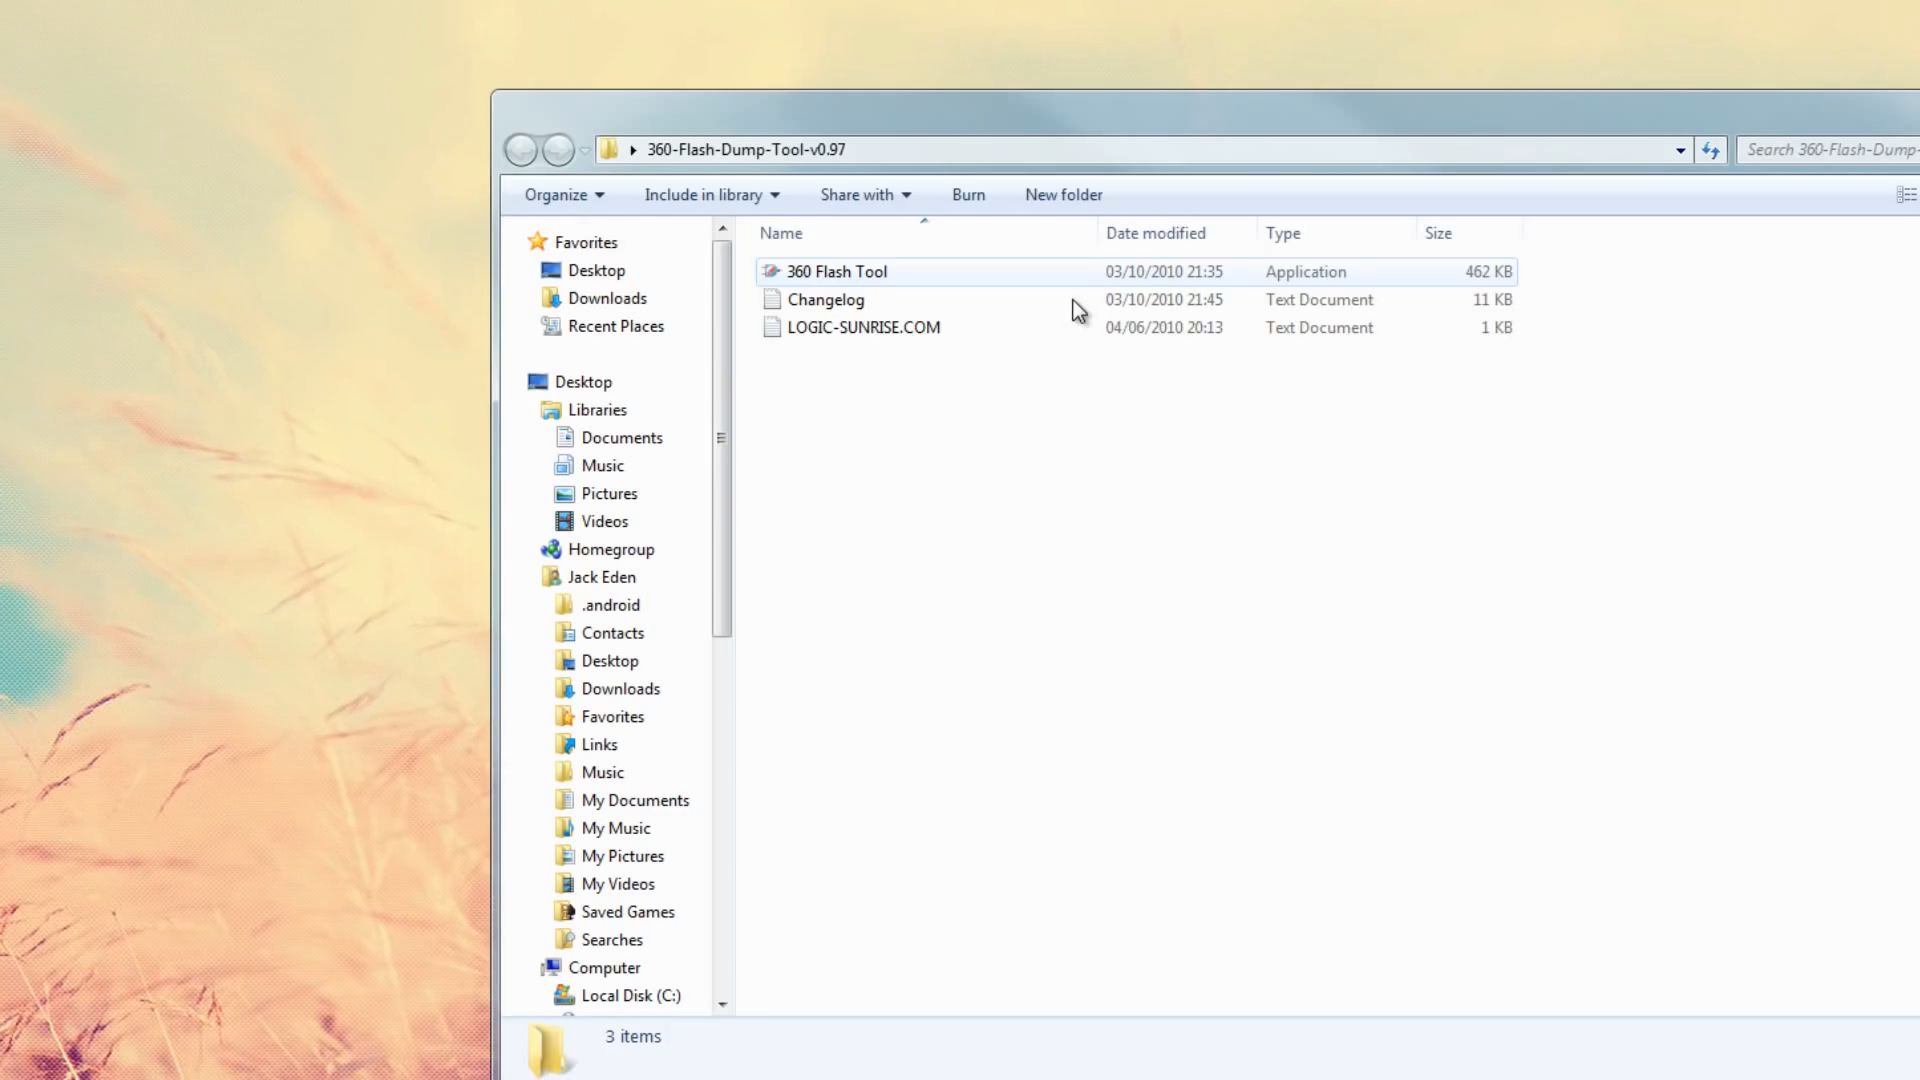 360-Flash-Dump-Tool-v0.97
Search 360-Flash-Dump-
Organize
Include in library
Share with
Burn
New folder
Name
Date modified
Type
Size
360 Flash Tool 03/10/2010 21:35 Application 462 KB
Changelog 03/10/2010 21:45 Text Document 11 KB
LOGIC-SUNRISE.COM 04/06/2010 20:13 Text Document 1 KB
Favorites
Desktop
Downloads
Recent Places
Desktop
Libraries
Documents
Music
Pictures
Videos
Homegroup
Jack Eden
.android
Contacts
Desktop
Downloads
Favorites
Links
Music
My Documents
My Music
My Pictures
My Videos
Saved Games
Searches
Computer
Local Disk (C:)
3 items